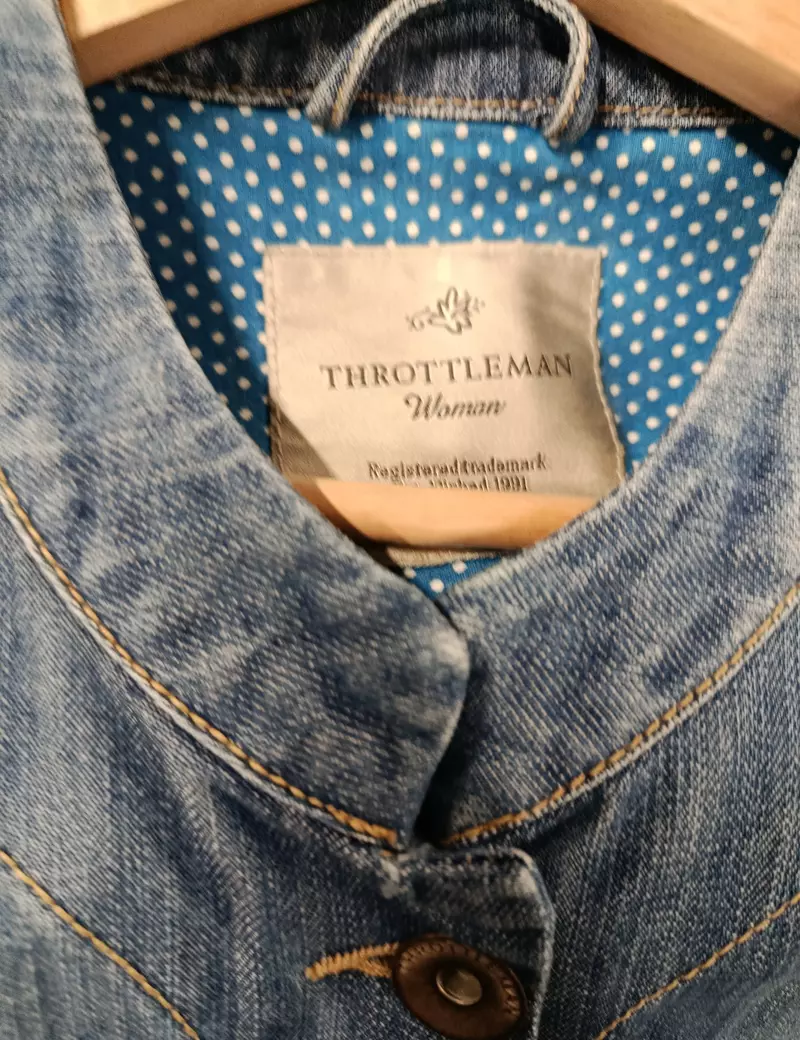 THROTTLEMAN
Woman
Registered trademark
1991